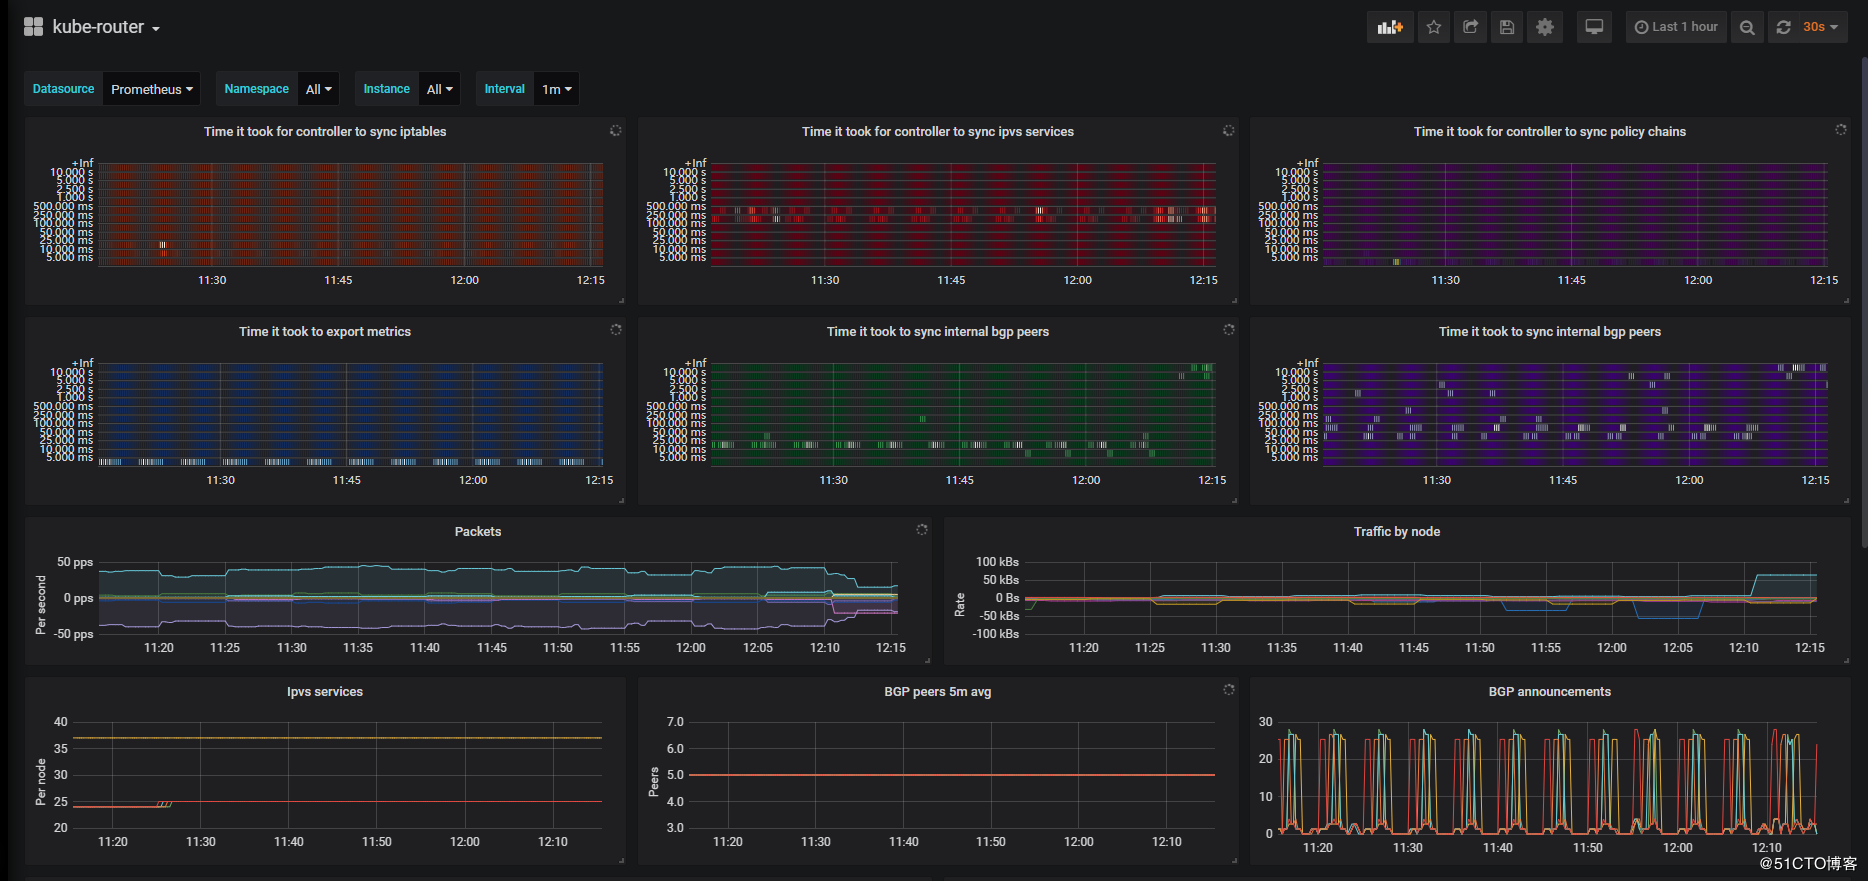 kube-router
Last 1 hour
30s
Datasource Prometheus Namespace All Instance All Interval 1m
Time it took for controller to sync iptables
+Inf
10.000 s
5.000 s
2.500 s
1.000 s
500.000 ms
250.000 ms
100.000 ms
50.000 ms
25.000 ms
10.000 ms
5.000 ms
11:30 11:45 12:00 12:15
Time it took for controller to sync ipvs services
+Inf
10.000 s
5.000 s
2.500 s
1.000 s
500.000 ms
250.000 ms
100.000 ms
50.000 ms
25.000 ms
10.000 ms
5.000 ms
11:30 11:45 12:00 12:15
Time it took for controller to sync policy chains
+Inf
10.000 s
5.000 s
2.500 s
1.000 s
500.000 ms
250.000 ms
100.000 ms
50.000 ms
25.000 ms
10.000 ms
5.000 ms
11:30 11:45 12:00 12:15
Time it took to export metrics
+Inf
10.000 s
5.000 s
2.500 s
1.000 s
500.000 ms
250.000 ms
100.000 ms
50.000 ms
25.000 ms
10.000 ms
5.000 ms
11:30 11:45 12:00 12:15
Time it took to sync internal bgp peers
+Inf
10.000 s
5.000 s
2.500 s
1.000 s
500.000 ms
250.000 ms
100.000 ms
50.000 ms
25.000 ms
10.000 ms
5.000 ms
11:30 11:45 12:00 12:15
Time it took to sync internal bgp peers
+Inf
10.000 s
5.000 s
2.500 s
1.000 s
500.000 ms
250.000 ms
100.000 ms
50.000 ms
25.000 ms
10.000 ms
5.000 ms
11:30 11:45 12:00 12:15
Packets
Per second
50 pps
0 pps
-50 pps
11:20 11:25 11:30 11:35 11:40 11:45 11:50 11:55 12:00 12:05 12:10 12:15
Traffic by node
Rate
100 kBs
50 kBs
0 Bs
-50 kBs
-100 kBs
11:20 11:25 11:30 11:35 11:40 11:45 11:50 11:55 12:00 12:05 12:10 12:15
Ipvs services
Per node
40
35
30
25
20
11:20 11:30 11:40 11:50 12:00 12:10
BGP peers 5m avg
Peers
7.0
6.0
5.0
4.0
3.0
11:20 11:30 11:40 11:50 12:00 12:10
BGP announcements
30
20
10
0
11:20 11:30 11:40 11:50 12:00 12:10
@51CTO博客